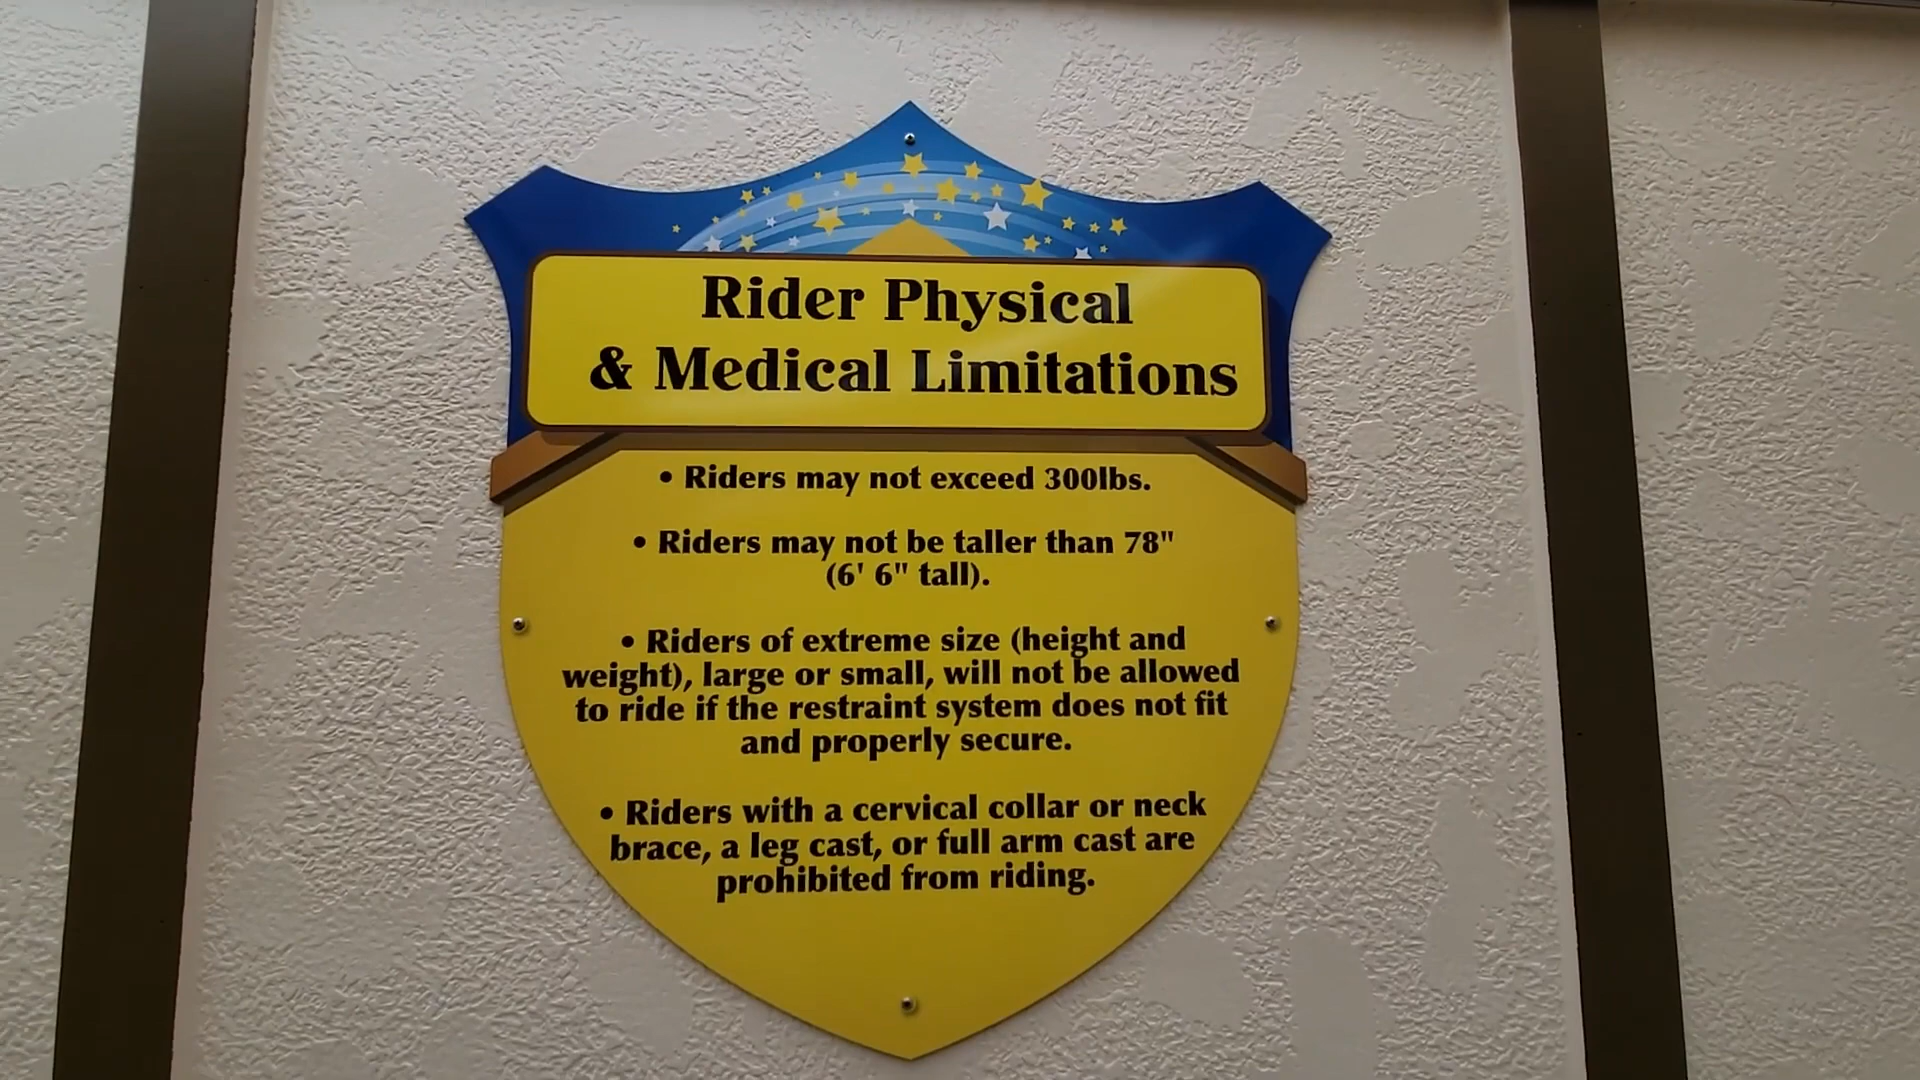 Rider Physical
& Medical Limitations
• Riders may not exceed 300lbs.
• Riders may not be taller than 78"
(6' 6" tall).
• Riders of extreme size (height and
weight), large or small, will not be allowed
to ride if the restraint system does not fit
and properly secure.
• Riders with a cervical collar or neck
brace, a leg cast, or full arm cast are
prohibited from riding.